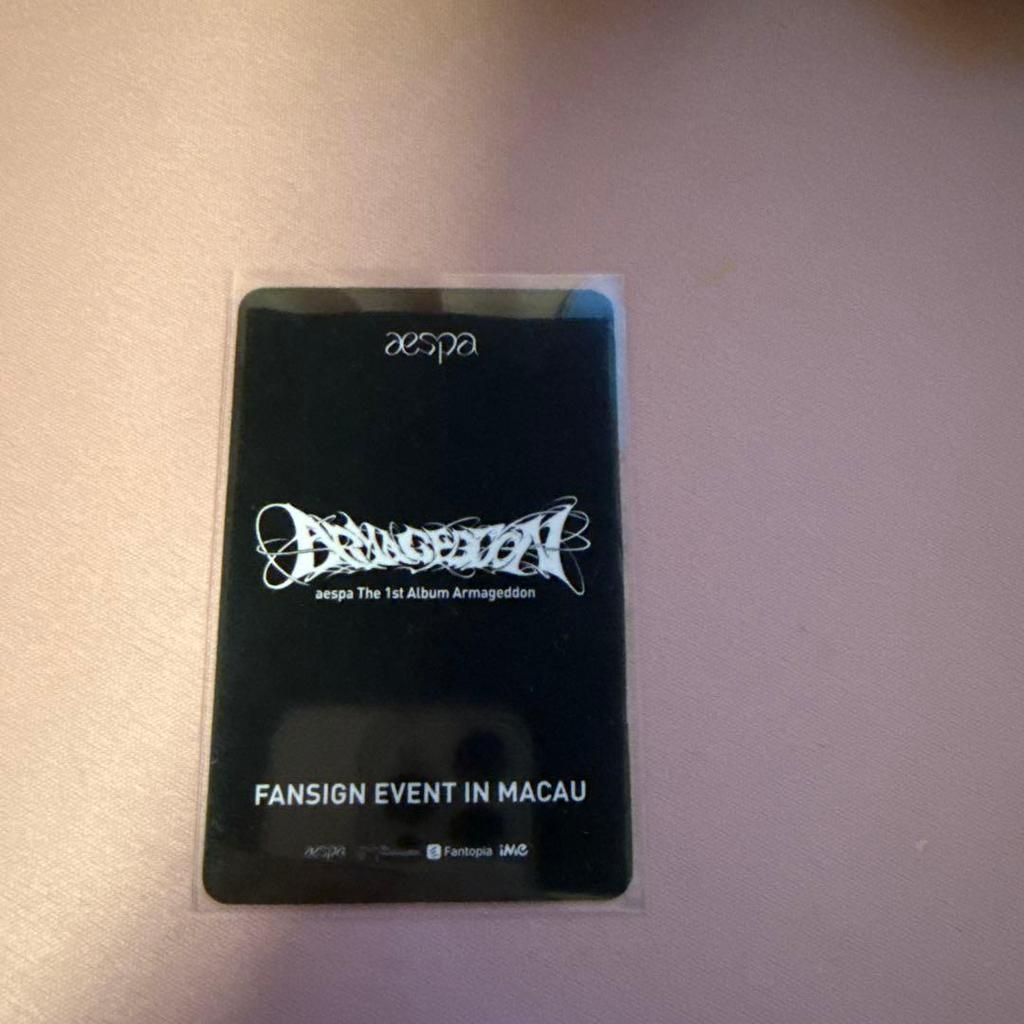 aespa
ARMAGEDDON
aespa The 1st Album Armageddon
FANSIGN EVENT IN MACAU
aespa Fantopia iMe